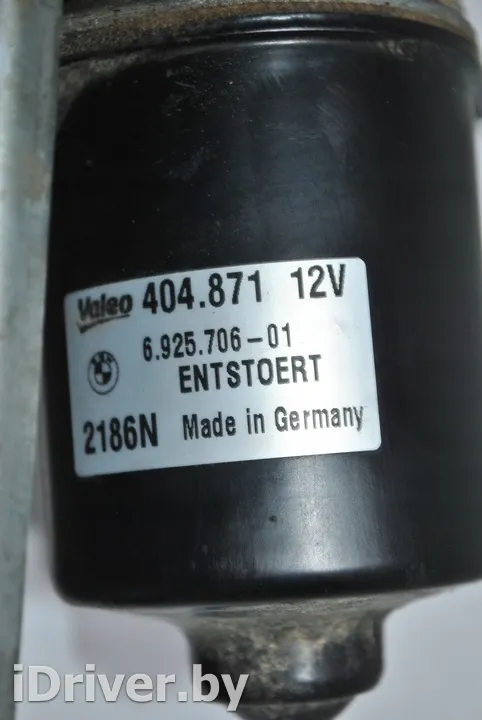 Valeo 404.871 12V
6.925.706-01
ENTSTOERT
2186N Made in Germany
iDriver.by